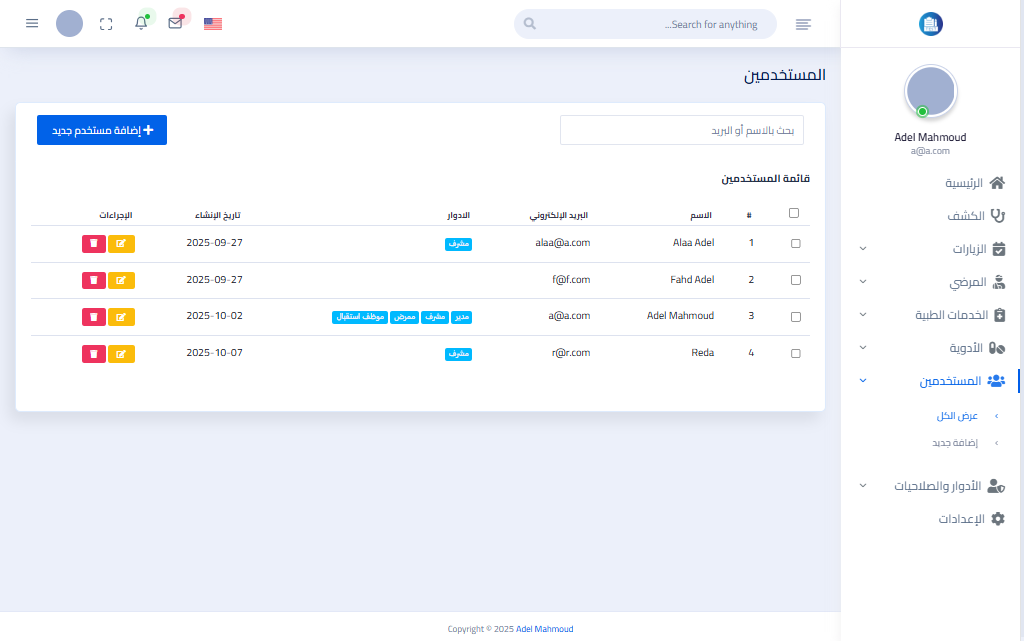 Search for anything...
Adel Mahmoud
a@a.com
الرئيسية
الكشف
الزيارات
المرضي
الخدمات الطبية
الأدوية
المستخدمين
عرض الكل
إضافة جديد
الأدوار والصلاحيات
الإعدادات
المستخدمين
بحث بالاسم أو البريد
إضافة مستخدم جديد
قائمة المستخدمين
# الاسم البريد الإلكتروني الادوار تاريخ الإنشاء الإجراءات
1 Alaa Adel alaa@a.com مشرف 2025-09-27
2 Fahd Adel f@f.com 2025-09-27
3 Adel Mahmoud a@a.com مدير مشرف ممرض موظف استقبال 2025-10-02
4 Reda r@r.com مشرف 2025-10-07
Copyright © 2025 Adel Mahmoud